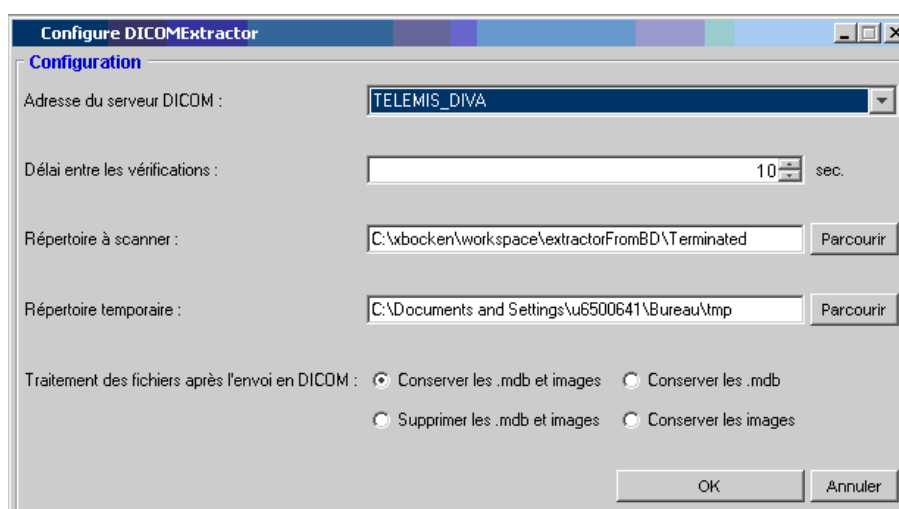 Configure DICOMExtractor
Configuration
Adresse du serveur DICOM : TELEMIS_DIVA
Délai entre les vérifications : 10 sec.
Répertoire à scanner : C:\xbocken\workspace\extractorFromBD\Terminated Parcourir
Répertoire temporaire : C:\Documents and Settings\u6500641\Bureau\tmp Parcourir
Traitement des fichiers après l'envoi en DICOM : Conserver les .mdb et images Conserver les .mdb
Supprimer les .mdb et images Conserver les images
OK Annuler